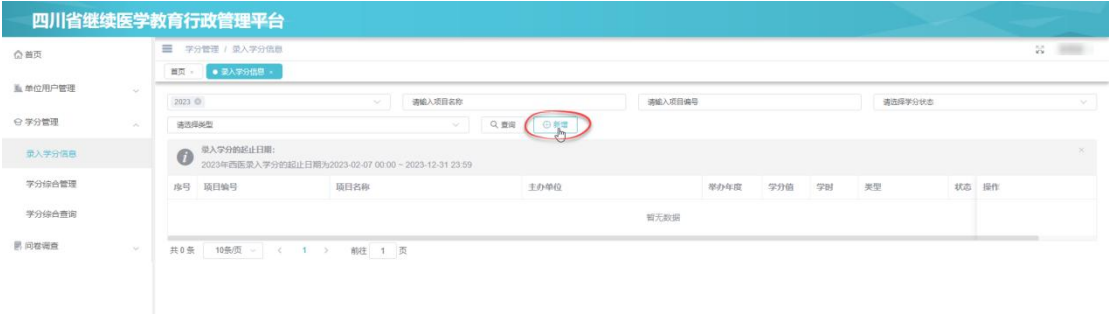 四川省继续医学教育行政管理平台
首页
单位用户管理
学分管理
录入学分信息
学分综合管理
学分综合查询
问卷调查
学分管理 / 录入学分信息
首页 ×
● 录入学分信息 ×
2023
请输入项目名称
请输入项目编号
请选择学分状态
请选择类型
查询
新增
录入学分的起止日期:
2023年西医录入学分的起止日期为2023-02-07 00:00 ~ 2023-12-31 23:59
序号 项目编号 项目名称 主办单位 举办年度 学分值 学时 类型 状态 操作
暂无数据
共 0 条 10条/页 < 1 > 前往 1 页